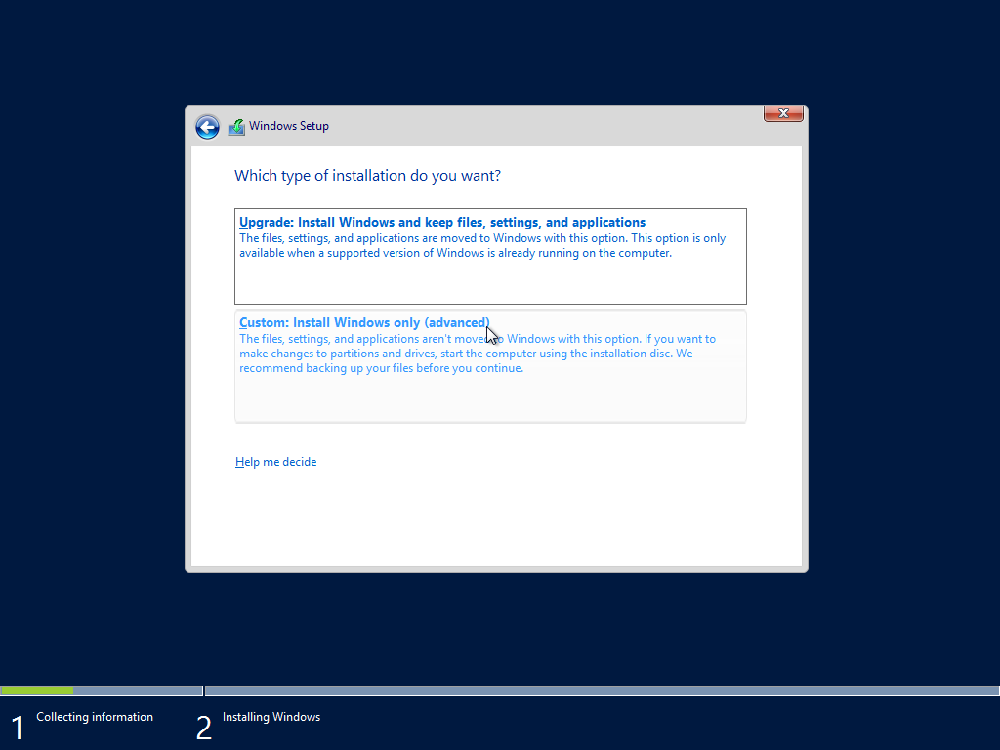 Windows Setup
Which type of installation do you want?
Upgrade: Install Windows and keep files, settings, and applications
The files, settings, and applications are moved to Windows with this option. This option is only
available when a supported version of Windows is already running on the computer.
Custom: Install Windows only (advanced)
The files, settings, and applications aren't moved to Windows with this option. If you want to
make changes to partitions and drives, start the computer using the installation disc. We
recommend backing up your files before you continue.
Help me decide
1 Collecting information
2 Installing Windows